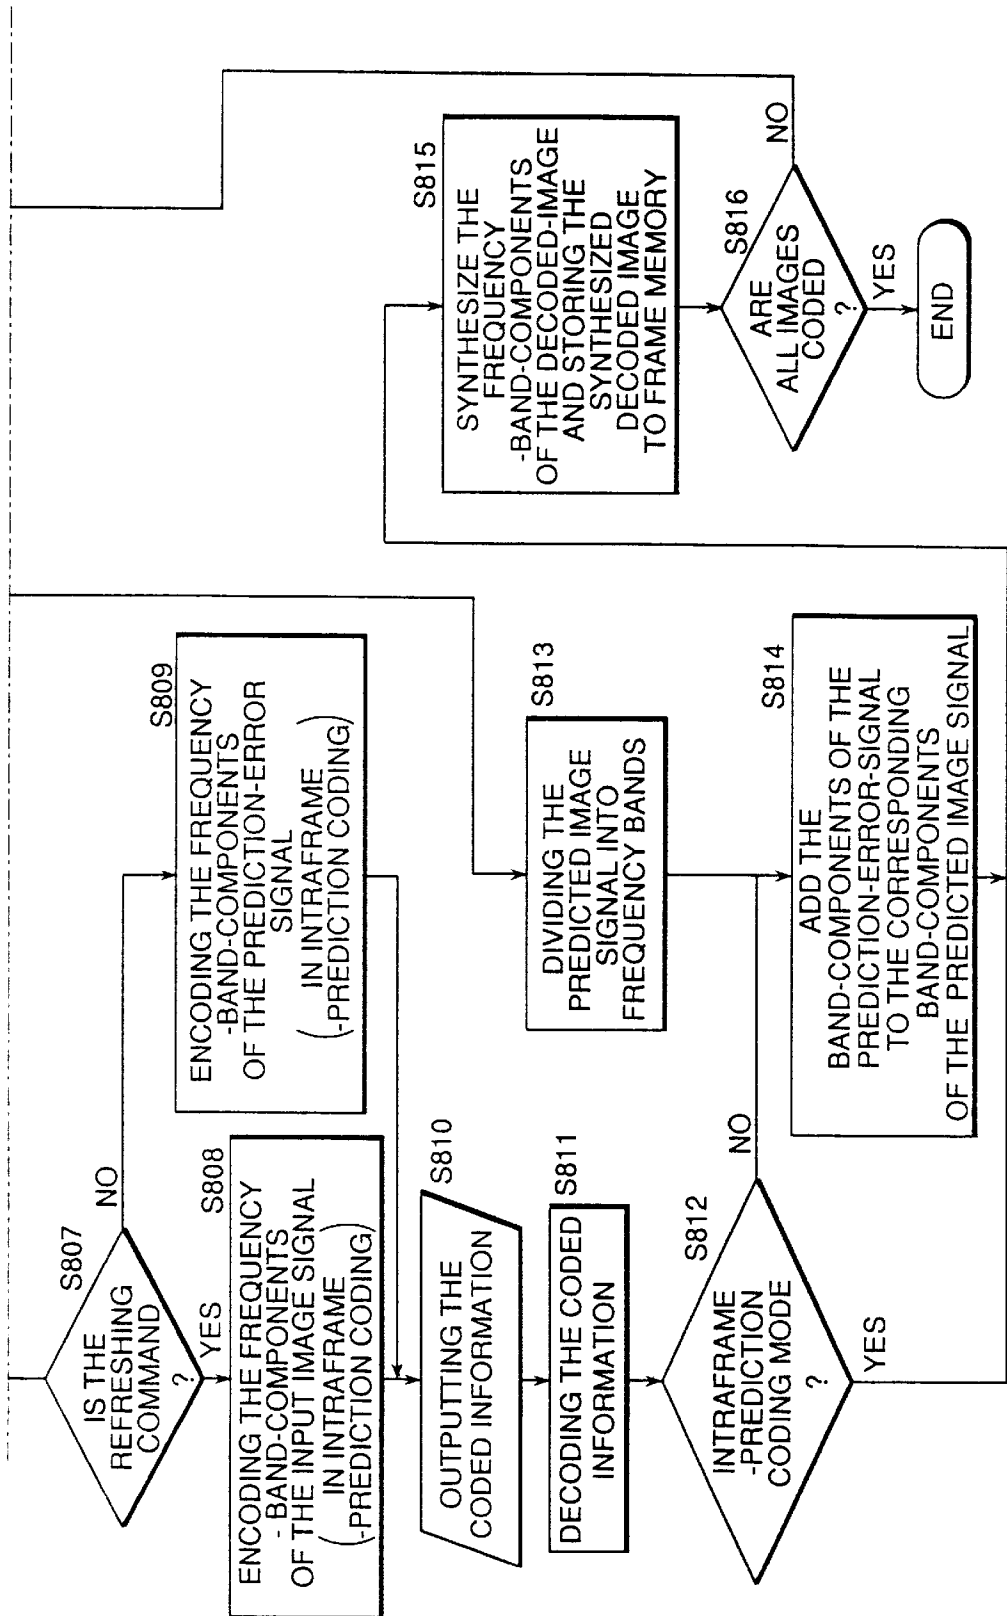 S807
IS THE
REFRESHING
COMMAND
?
NO
YES
S808
ENCODING THE FREQUENCY
- BAND-COMPONENTS
OF THE INPUT IMAGE SIGNAL
(IN INTRAFRAME
-PREDICTION CODING)
S809
ENCODING THE FREQUENCY
-BAND-COMPONENTS
OF THE PREDICTION-ERROR
SIGNAL
(IN INTRAFRAME
-PREDICTION CODING)
S810
OUTPUTTING THE
CODED INFORMATION
S811
DECODING THE CODED
INFORMATION
S812
INTRAFRAME
-PREDICTION
CODING MODE
?
NO
YES
S813
DIVIDING THE
PREDICTED IMAGE
SIGNAL INTO
FREQUENCY BANDS
S814
ADD THE
BAND-COMPONENTS OF THE
PREDICTION-ERROR-SIGNAL
TO THE CORRESPONDING
BAND-COMPONENTS
OF THE PREDICTED IMAGE SIGNAL
S815
SYNTHESIZE THE
FREQUENCY
-BAND-COMPONENTS
OF THE DECODED-IMAGE
AND STORING THE
SYNTHESIZED
DECODED IMAGE
TO FRAME MEMORY
S816
ARE
ALL IMAGES
CODED
?
NO
YES
END